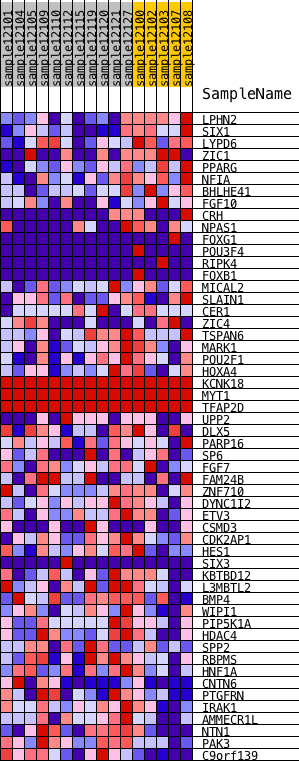 sample12101
sample12104
sample12105
sample12109
sample12110
sample12112
sample12115
sample12119
sample12120
sample12121
sample12122
sample12100
sample12102
sample12103
sample12107
sample12108
SampleName
LPHN2
SIX1
LYPD6
ZIC1
PPARG
NFIA
BHLHE41
FGF10
CRH
NPAS1
FOXG1
POU3F4
RIPK4
FOXB1
MICAL2
SLAIN1
CER1
ZIC4
TSPAN6
MARK1
POU2F1
HOXA4
KCNK18
MYT1
TFAP2D
UPP2
DLX5
PARP16
SP6
FGF7
FAM24B
ZNF710
DYNC1I2
ETV3
CSMD3
CDK2AP1
HES1
SIX3
KBTBD12
L3MBTL2
BMP4
WIPI1
PIP5K1A
HDAC4
SPP2
RBPMS
HNF1A
CNTN6
PTGFRN
IRAK1
AMMECR1L
NTN1
PAK3
C9orf139